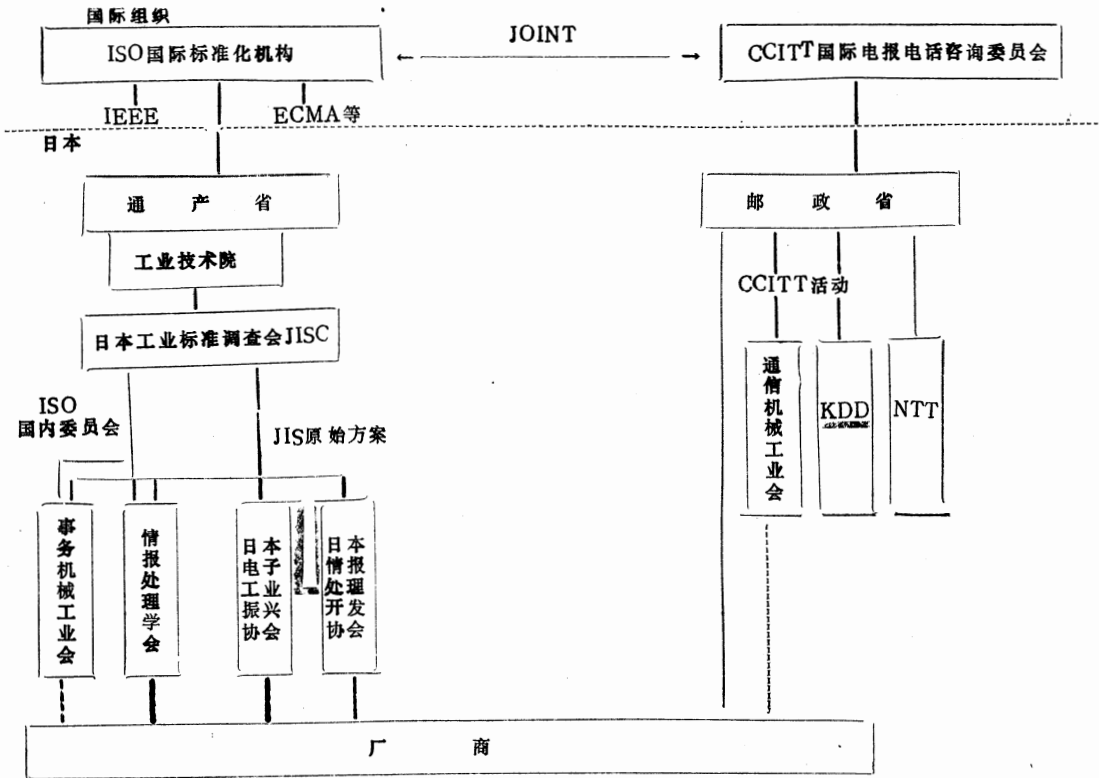 国际组织
ISO国际标准化机构
JOINT
CCITT国际电报电话咨询委员会
IEEE
ECMA等
日本
通产省
邮政省
工业技术院
CCITT活动
日本工业标准调查会JISC
通信机械工业会
KDD
NTT
ISO
国内委员会
JIS原始方案
事务机械工业会
情报处理学会
日本电子工业振兴协会
日本情报处理开发协会
厂商